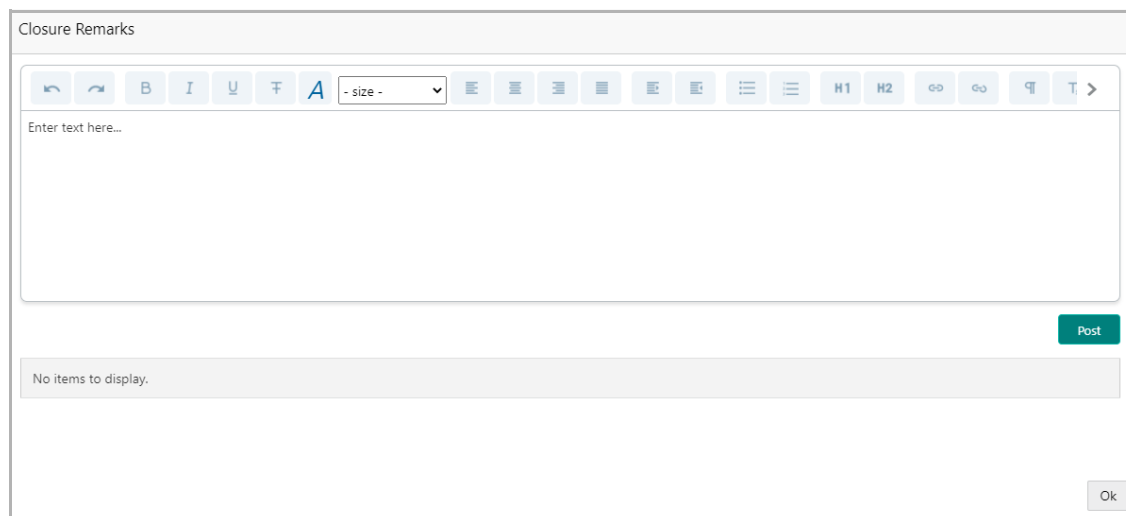 Closure Remarks
B I U T A - size - H1 H2 ¶ T
Enter text here...
Post
No items to display.
Ok